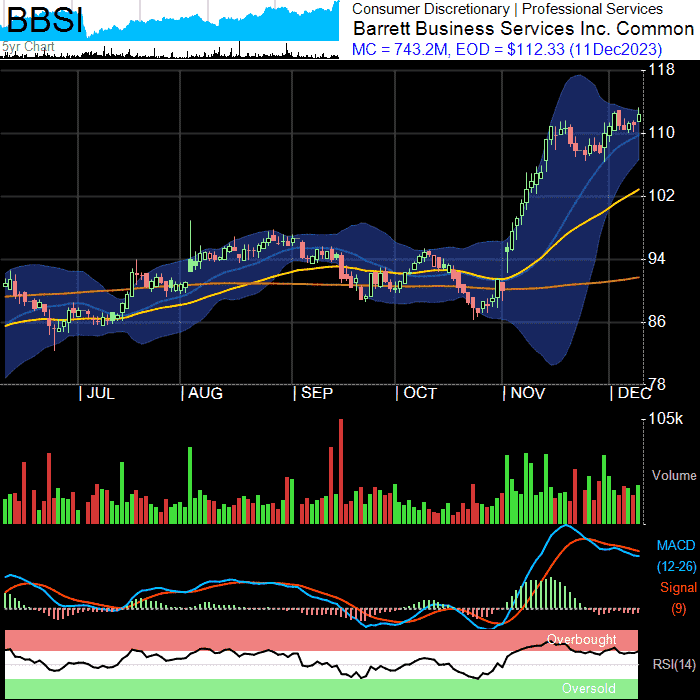 BBSI
5yr Chart
Consumer Discretionary | Professional Services
Barrett Business Services Inc. Common
MC = 743.2M, EOD = $112.33 (11Dec2023)
118
110
102
94
86
78
| JUL | AUG | SEP | OCT | NOV | DEC
105k
Volume
MACD
(12-26)
Signal
(9)
Overbought
RSI(14)
Oversold